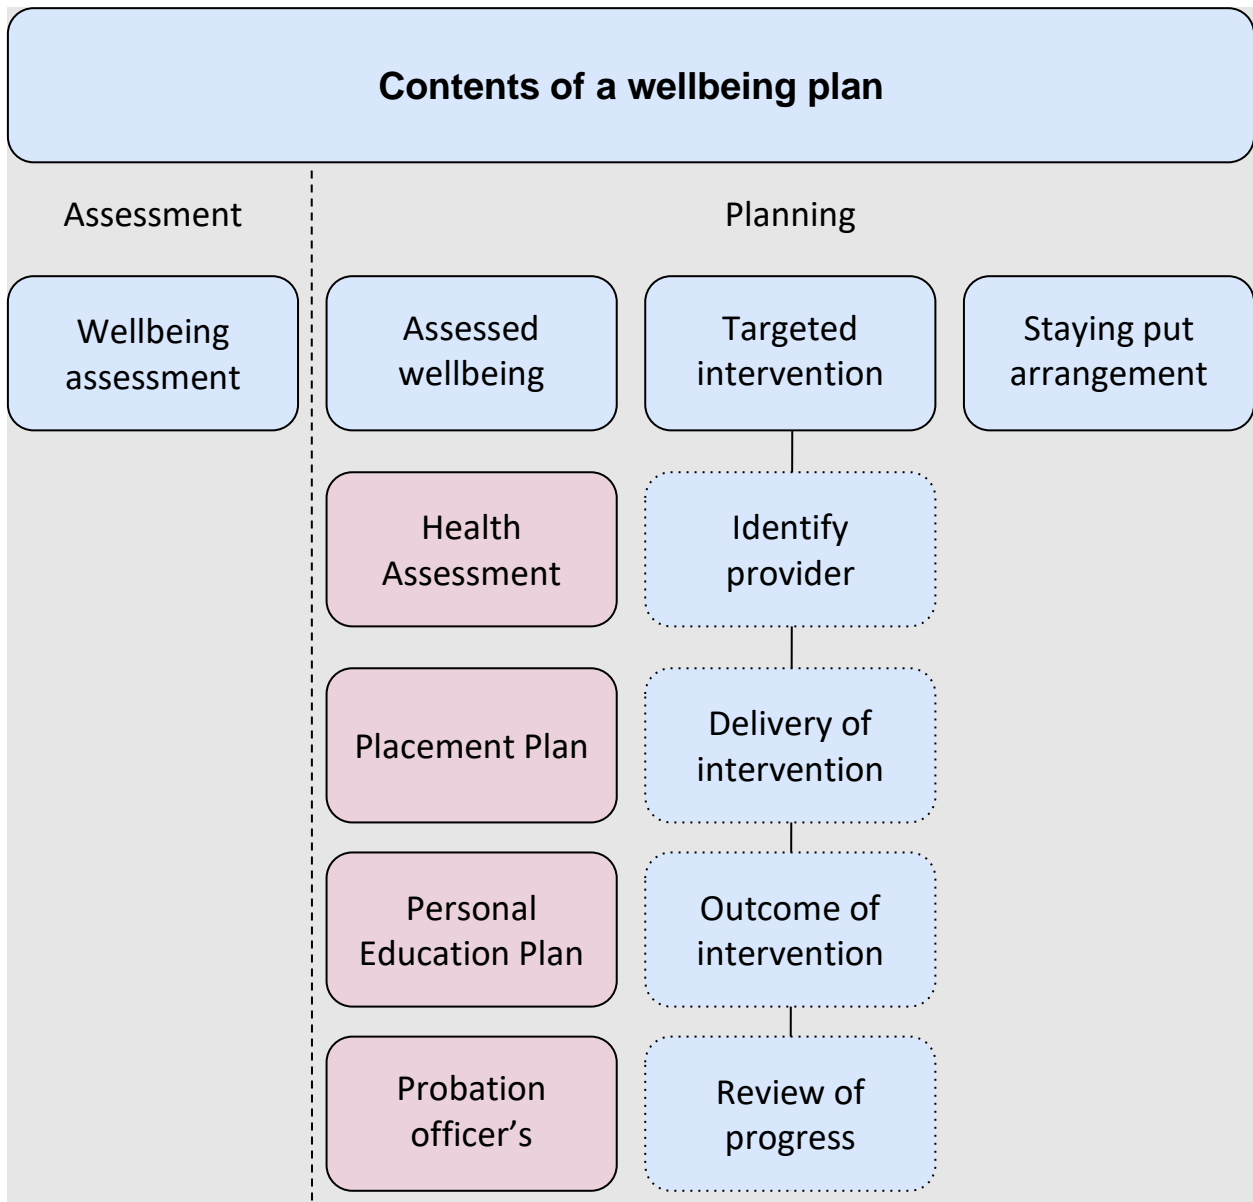 Contents of a wellbeing plan
Assessment
Planning
Wellbeing
assessment
Assessed
wellbeing
Targeted
intervention
Staying put
arrangement
Health
Assessment
Identify
provider
Placement Plan
Delivery of
intervention
Personal
Education Plan
Outcome of
intervention
Probation
officer’s
Review of
progress